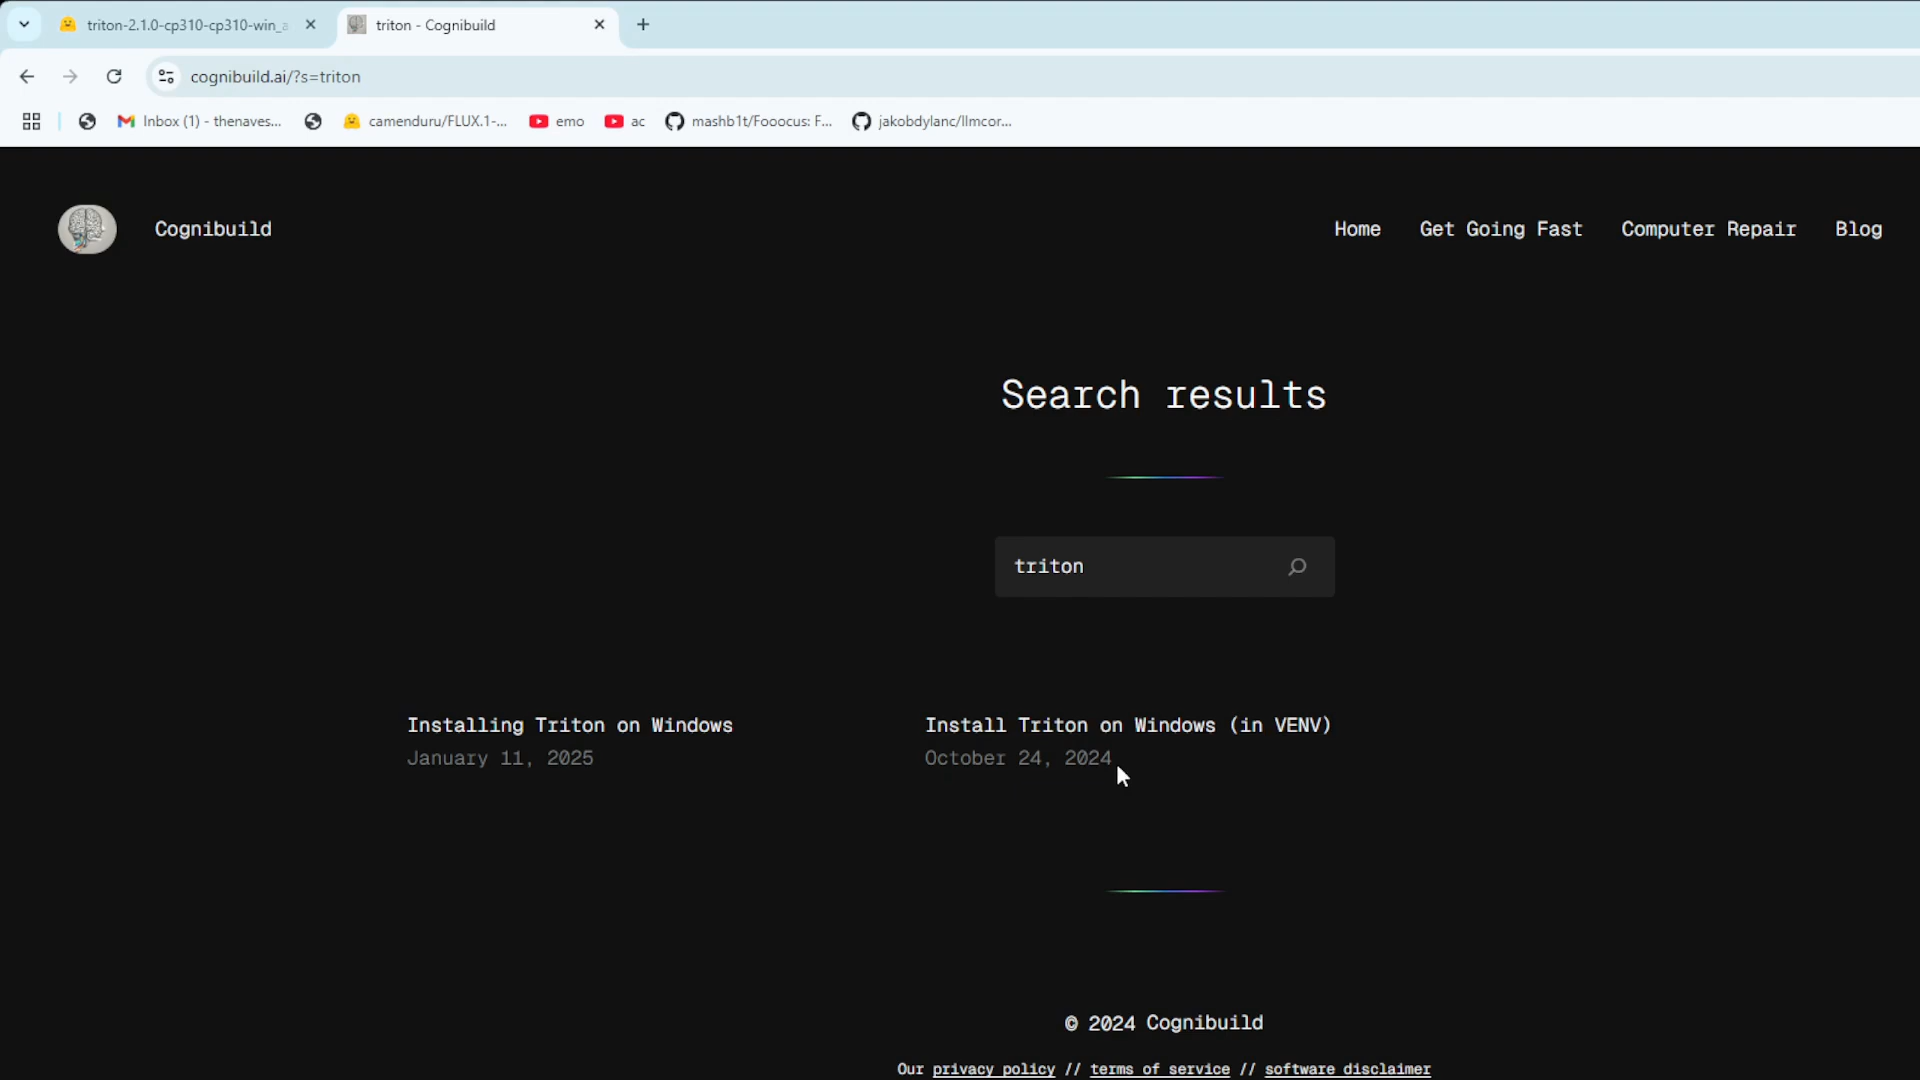 triton-2.1.0-cp310-cp310-win_a
triton - Cognibuild
cognibuild.ai/?s=triton
Inbox (1) - thenaves...
camenduru/FLUX.1-...
emo
ac
mashb1t/Fooocus: F...
jakobdylanc/llmcor...
Cognibuild
Home
Get Going Fast
Computer Repair
Blog
Search results
triton
Installing Triton on Windows
January 11, 2025
Install Triton on Windows (in VENV)
October 24, 2024
© 2024 Cognibuild
Our privacy policy // terms of service // software disclaimer